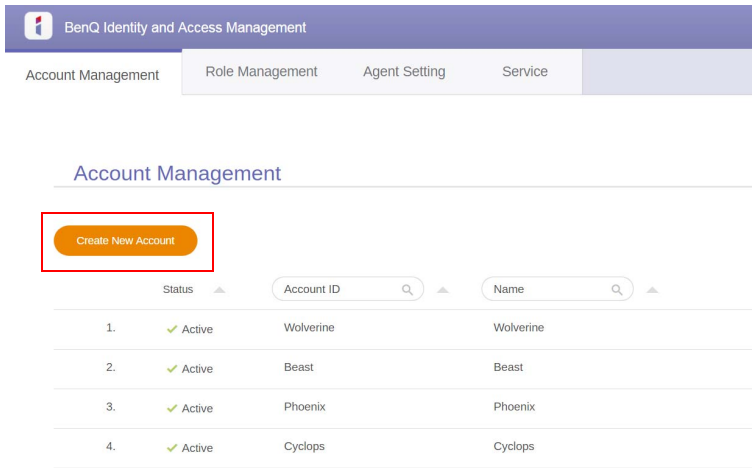 BenQ Identity and Access Management
Account Management Role Management Agent Setting Service
Account Management
Create New Account
Status Account ID Name
1. Active Wolverine Wolverine
2. Active Beast Beast
3. Active Phoenix Phoenix
4. Active Cyclops Cyclops